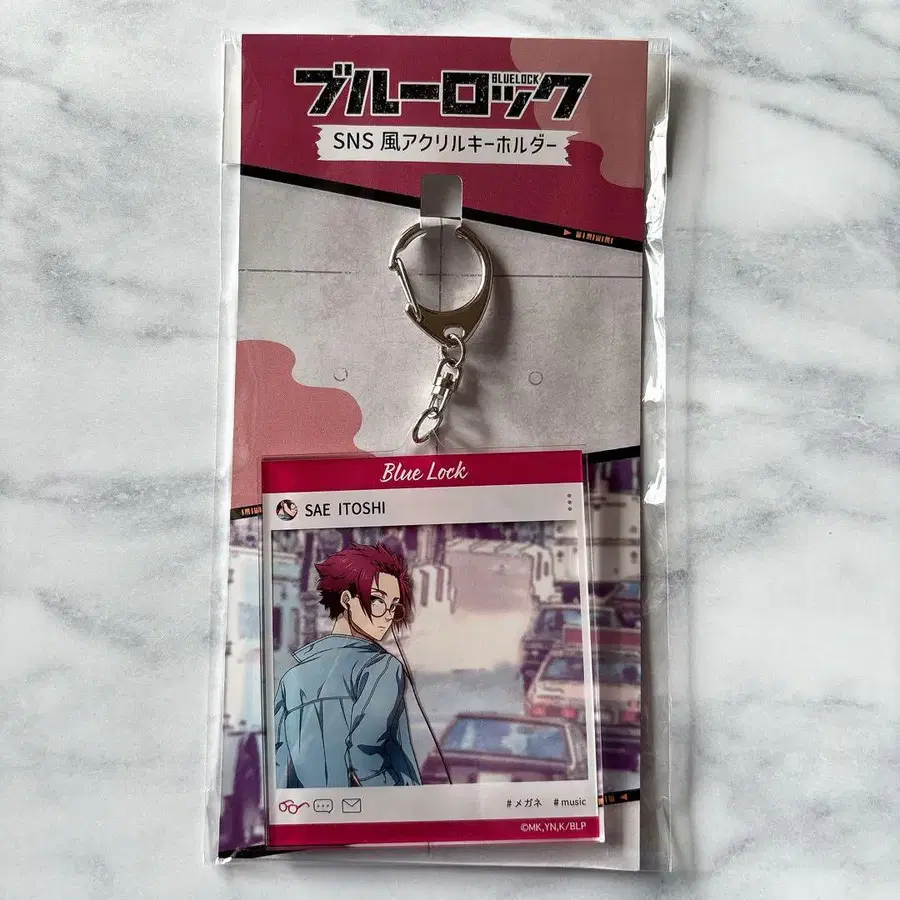 ブルーロック
BLUELOCK
SNS 風アクリルキーホルダー
Blue Lock
SAE ITOSHI
#メガネ #music
©MK,YN,K/BLP